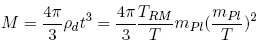 M = \frac{4\pi}{3} \rho_d t^3 = \frac{4\pi}{3} \frac{T_{RM}}{T} m_{Pl} (\frac{m_{Pl}}{T})^2